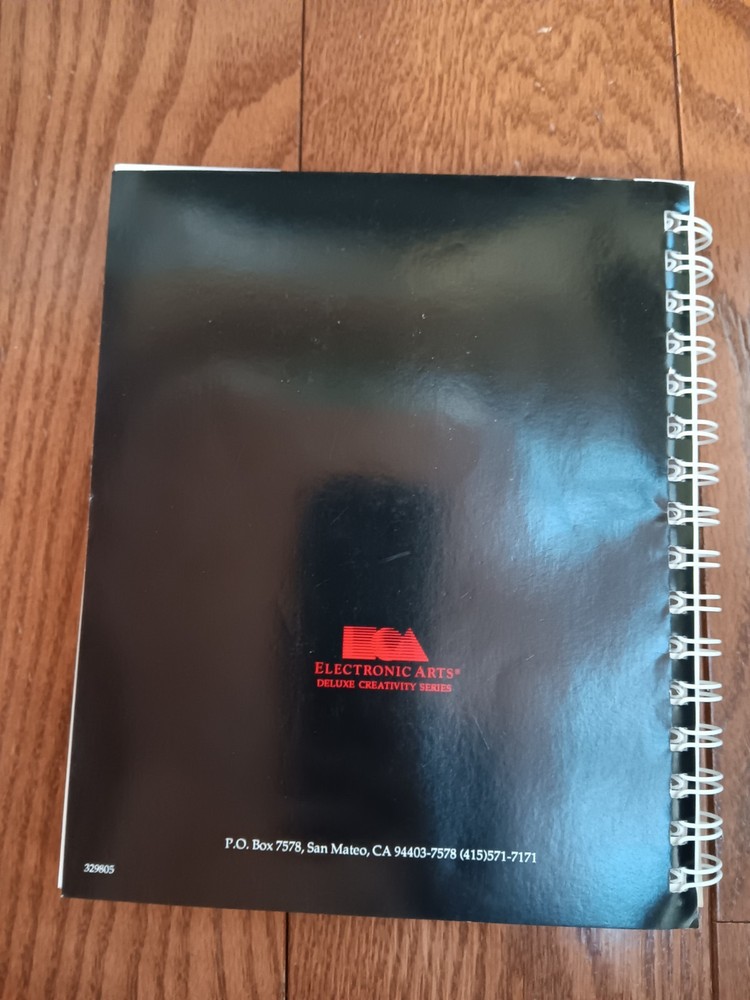 ELECTRONIC ARTS®
DELUXE CREATIVITY SERIES
P.O. Box 7578, San Mateo, CA 94403-7578 (415)571-7171
329805